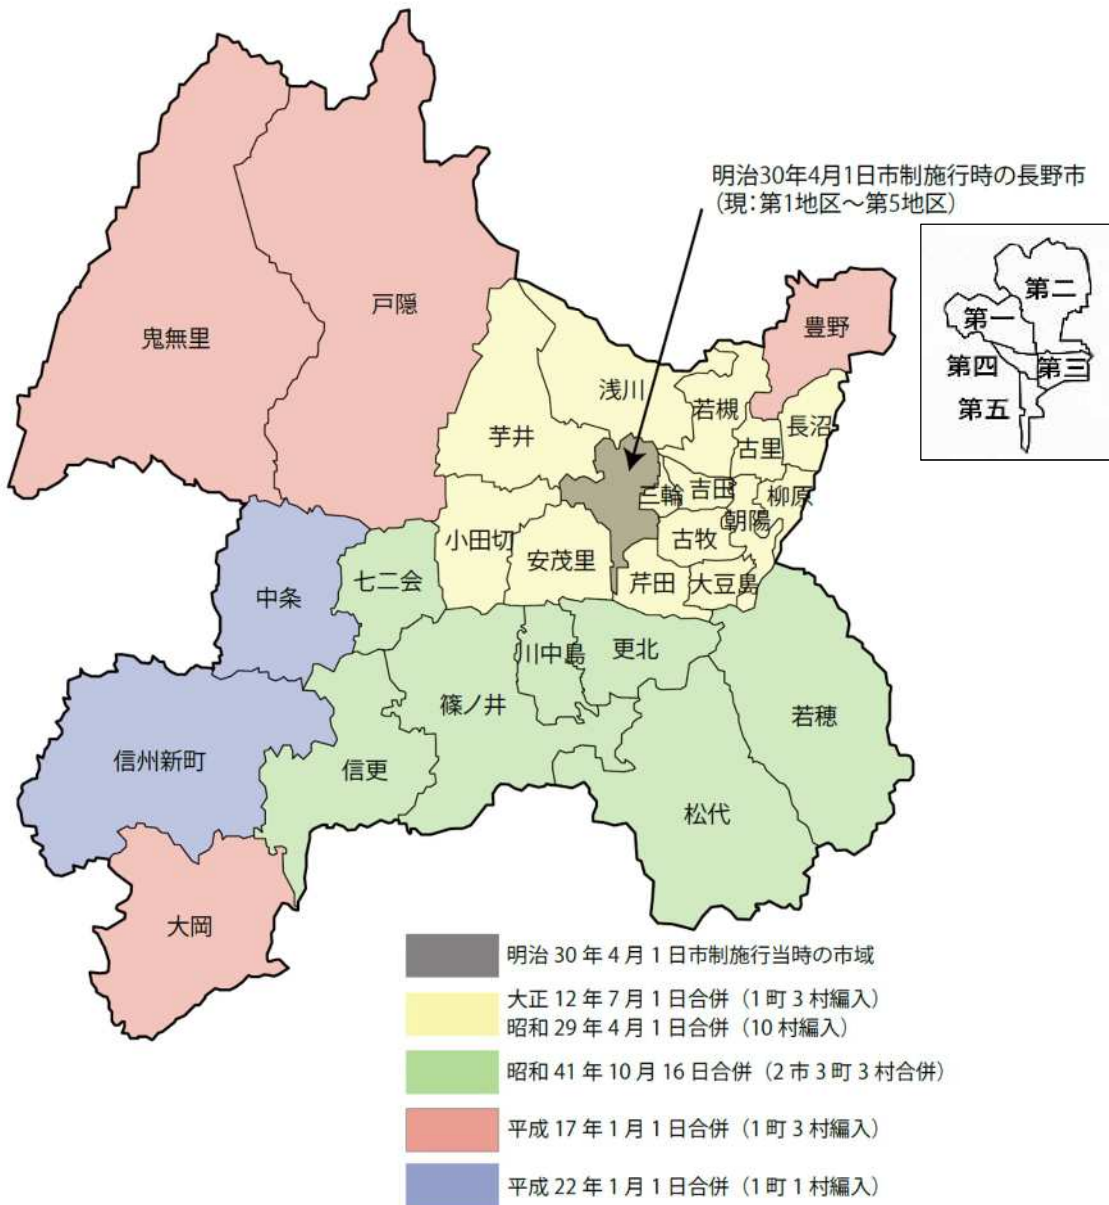 明治30年4月1日市制施行時の長野市
（現：第1地区～第5地区）
第二
第一
第四
第三
第五
鬼無里
戸隠
豊野
浅川
若槻
長沼
芋井
古里
三輪
吉田
柳原
朝陽
小田切
安茂里
古牧
芹田
大豆島
七二会
中条
川中島
更北
篠ノ井
若穂
信州新町
信更
松代
大岡
明治 30 年 4 月 1 日市制施行当時の市域
大正 12 年 7 月 1 日合併（1 町 3 村編入）
昭和 29 年 4 月 1 日合併（10 村編入）
昭和 41 年 10 月 16 日合併（2 市 3 町 3 村合併）
平成 17 年 1 月 1 日合併（1 町 3 村編入）
平成 22 年 1 月 1 日合併（1 町 1 村編入）